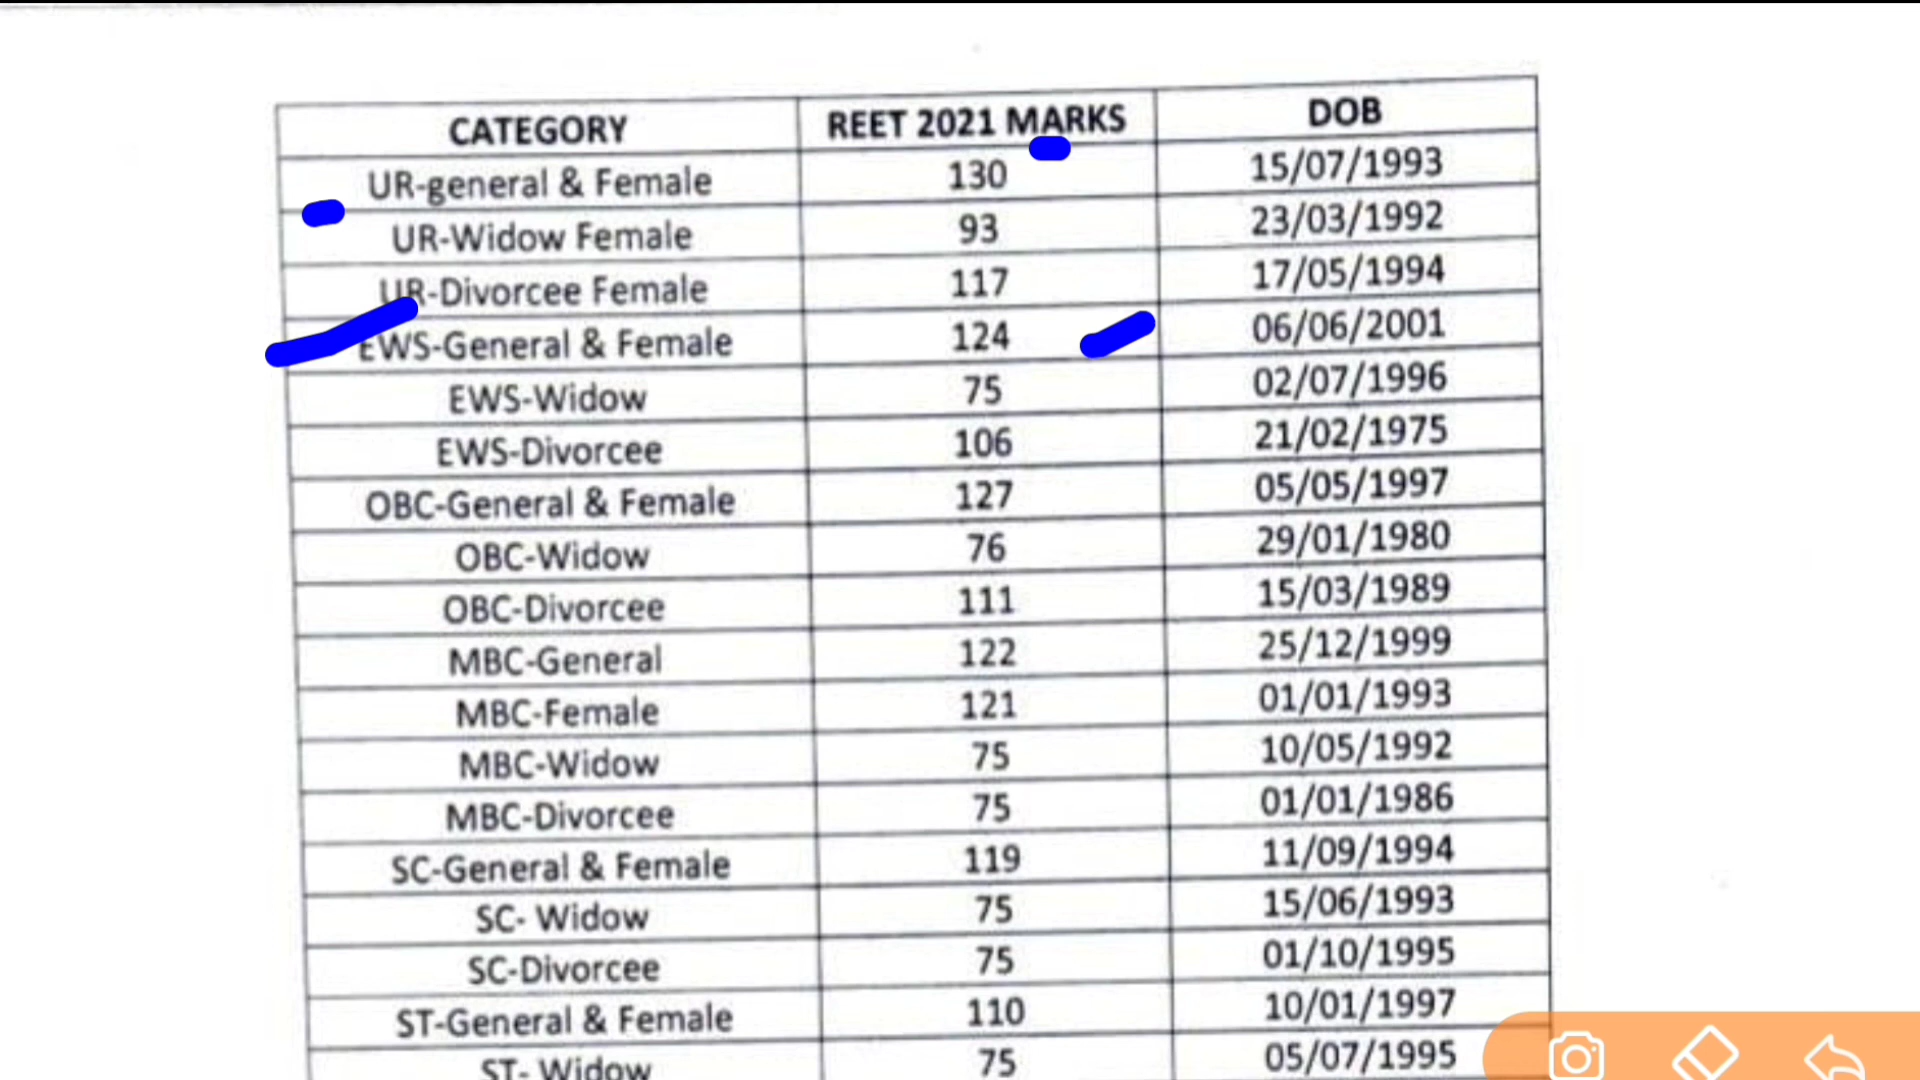 CATEGORY REET 2021 MARKS DOB
UR-general & Female 130 15/07/1993
UR-Widow Female 93 23/03/1992
UR-Divorcee Female 117 17/05/1994
EWS-General & Female 124 06/06/2001
EWS-Widow 75 02/07/1996
EWS-Divorcee 106 21/02/1975
OBC-General & Female 127 05/05/1997
OBC-Widow 76 29/01/1980
OBC-Divorcee 111 15/03/1989
MBC-General 122 25/12/1999
MBC-Female 121 01/01/1993
MBC-Widow 75 10/05/1992
MBC-Divorcee 75 01/01/1986
SC-General & Female 119 11/09/1994
SC- Widow 75 15/06/1993
SC-Divorcee 75 01/10/1995
ST-General & Female 110 10/01/1997
ST- Widow 75 05/07/1995